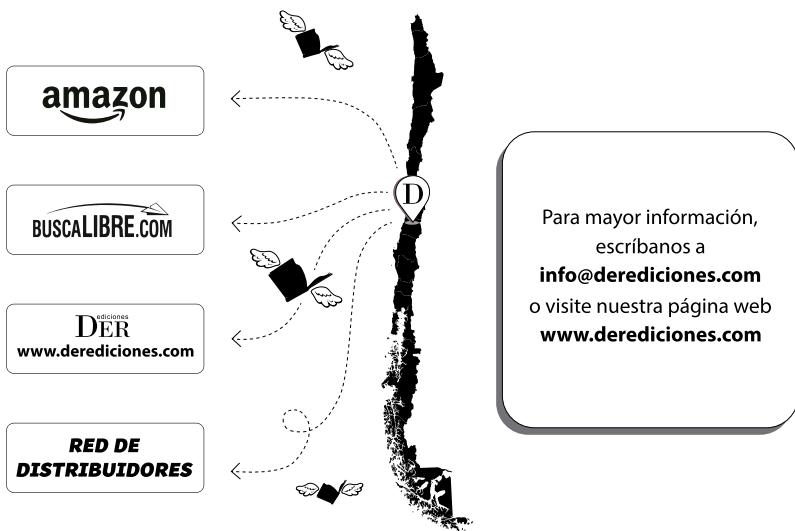 amazon
BUSCALIBRE.COM
ediciones
DER
www.derediciones.com
RED DE
DISTRIBUIDORES
D
Para mayor información,
escríbanos a
info@derediciones.com
o visite nuestra página web
www.derediciones.com